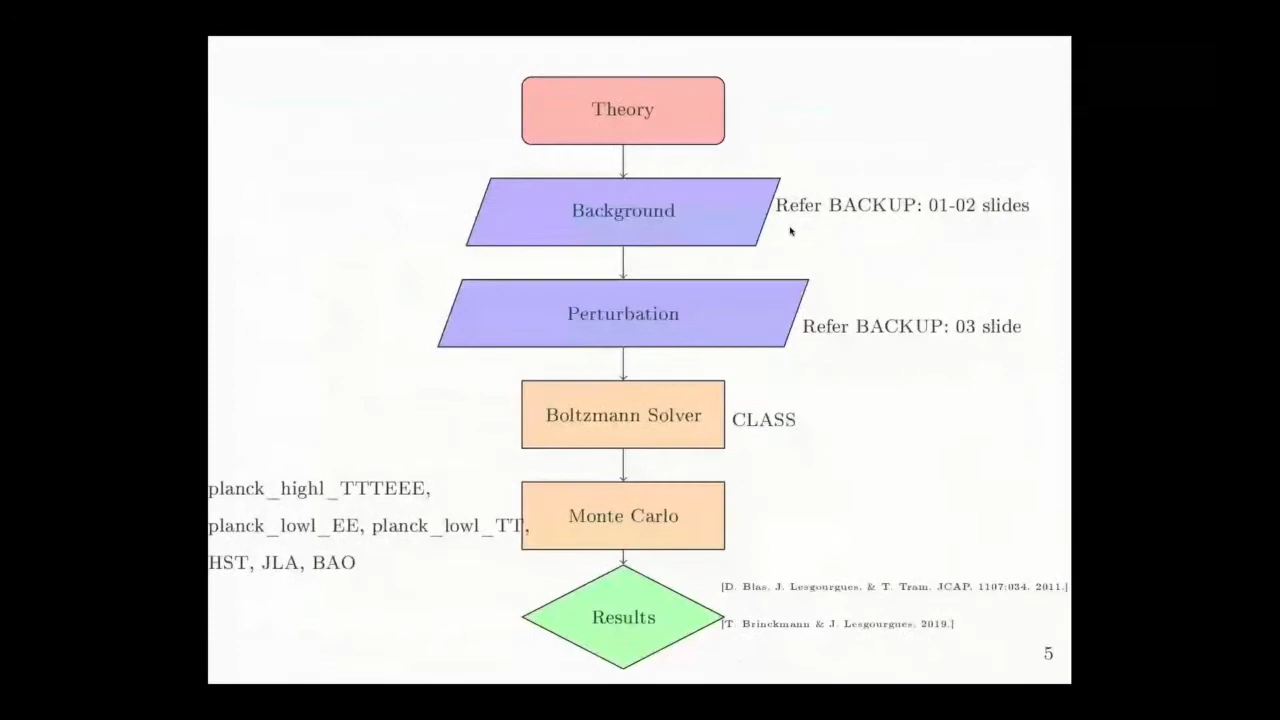 Theory
Background
Refer BACKUP: 01-02 slides
Perturbation
Refer BACKUP: 03 slide
Boltzmann Solver
CLASS
planck_highl_TTTEEE,
planck_lowl_EE, planck_lowl_TT,
HST, JLA, BAO
Monte Carlo
Results
[D. Blas, J. Lesgourgues, & T. Tram, JCAP, 1107:034, 2011.]
[T. Brinckmann & J. Lesgourgues, 2019.]
5